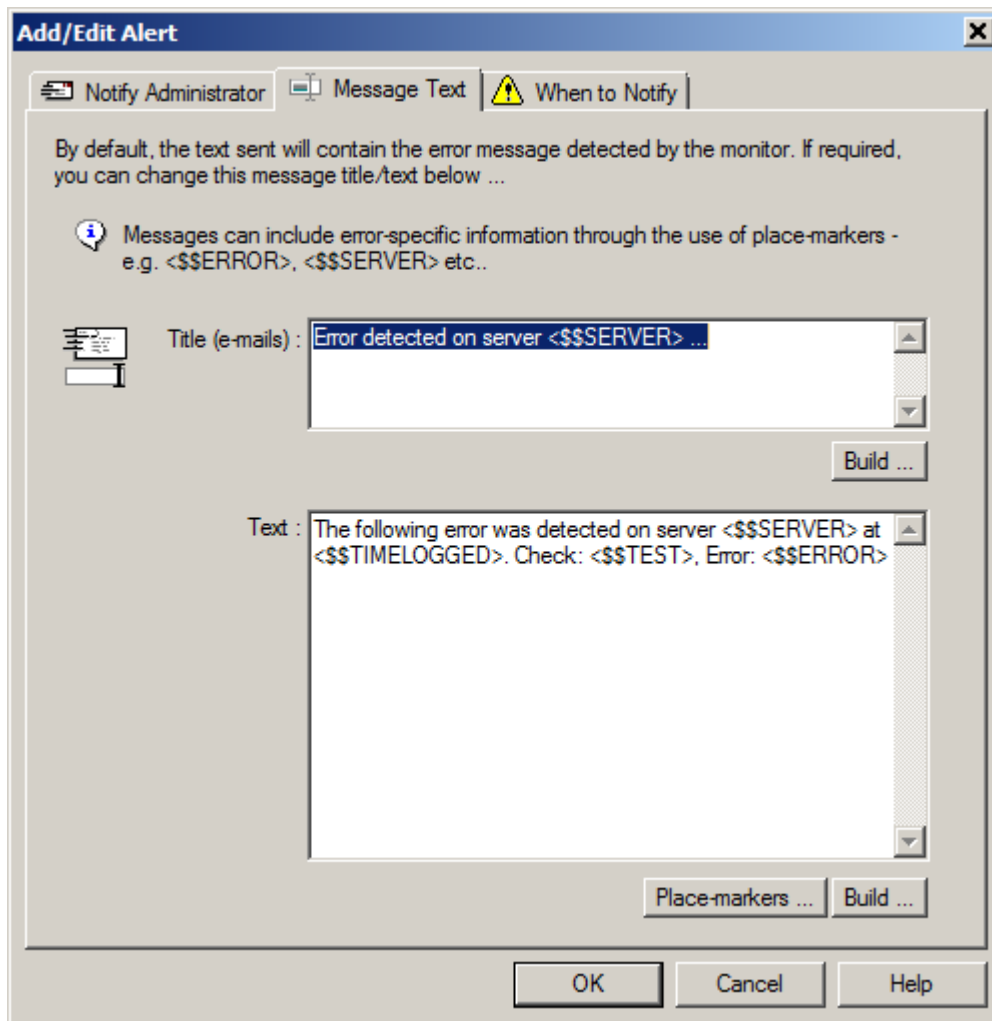 Add/Edit Alert
Notify Administrator
Message Text
When to Notify
By default, the text sent will contain the error message detected by the monitor. If required,
you can change this message title/text below ...
Messages can include error-specific information through the use of place-markers -
e.g. <$$ERROR>, <$$SERVER> etc..
Title (e-mails) :
Error detected on server <$$SERVER> ...
Build ...
Text :
The following error was detected on server <$$SERVER> at
<$$TIMELOGGED>. Check: <$$TEST>, Error: <$$ERROR>
Place-markers ...
Build ...
OK
Cancel
Help